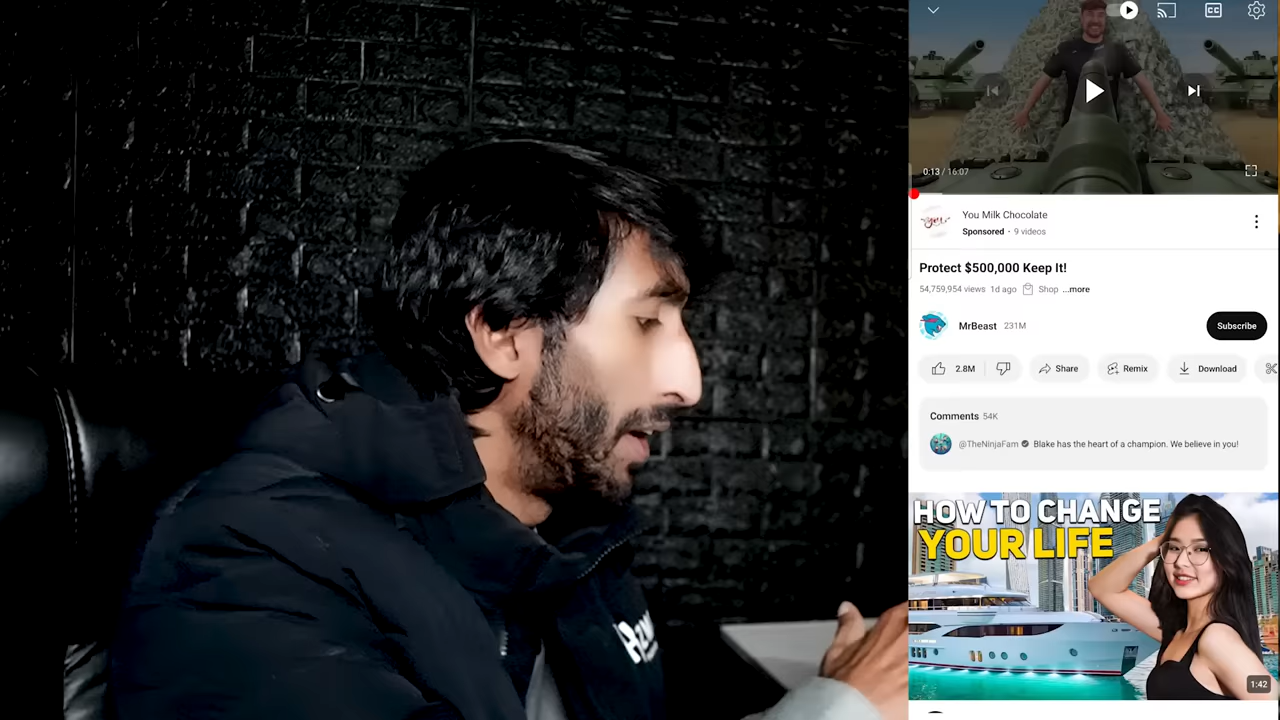 0:13 / 16:07
You Milk Chocolate
Sponsored · 9 videos
Protect $500,000 Keep It!
54,759,954 views 1d ago Shop ...more
MrBeast 231M
Subscribe
2.8M Share Remix Download
Comments 54K
@TheNinjaFam Blake has the heart of a champion. We believe in you!
HOW TO CHANGE
YOUR LIFE
1:42
CC
you